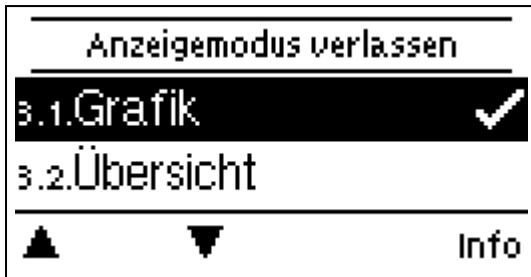 Anzeigemodus verlassen
3.1.Grafik
3.2.Übersicht
Info